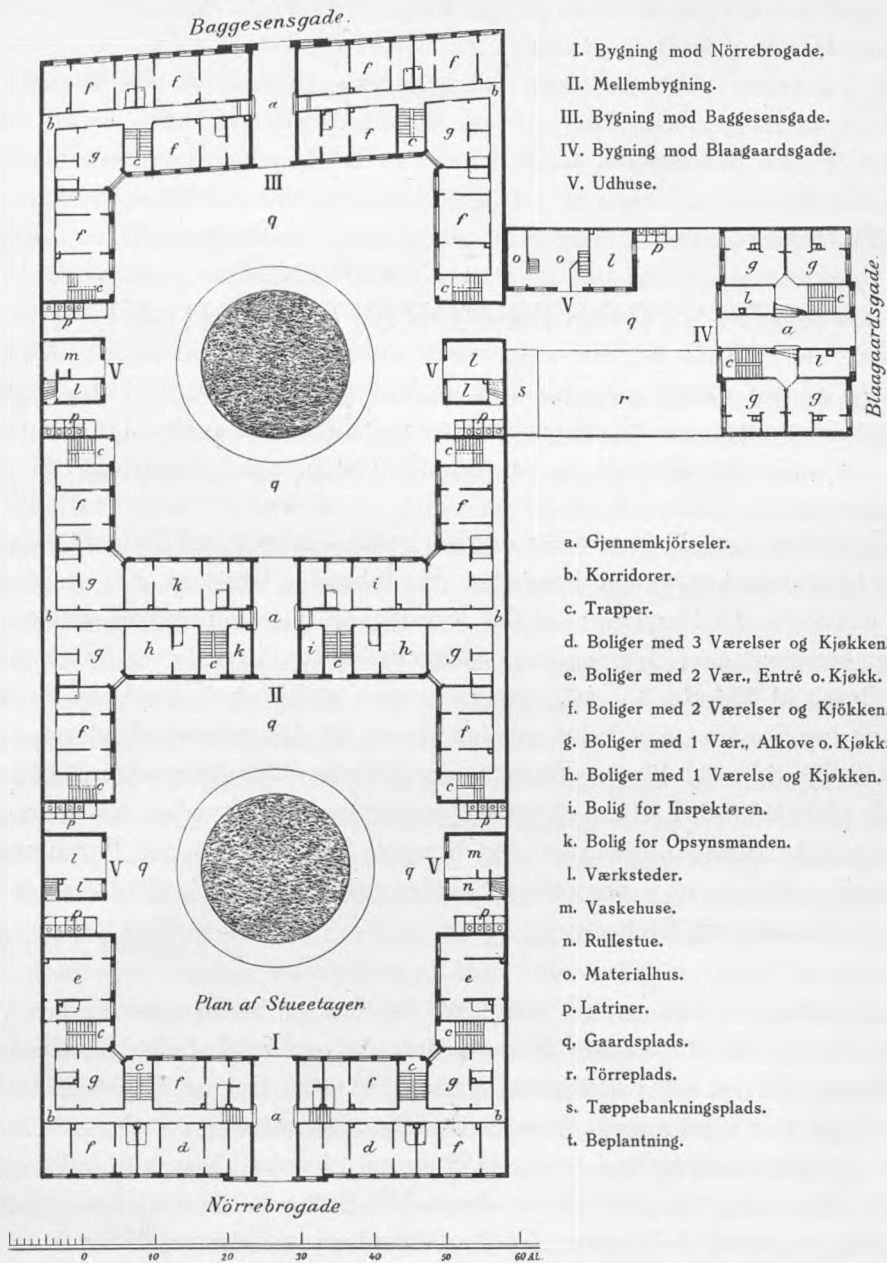 Baggesensgade.
I. Bygning mod Nörrebrogade.
II. Mellembygning.
III. Bygning mod Baggesensgade.
IV. Bygning mod Blaagaardsgade.
V. Udhuse.
f f f f
b a b
g c f f c g
III
q
f f
c c
p
o o l p
V
g g
l c
a
q
IV
c l
g g
Blaagaardsgade.
m V
l
V l
l s
r
p p
c c
q
f f
g k i g
b a b
g h c k i c h g
II
q
f f
c c
p p
l V q
l
q V m
n
p p
e e
Plan af Stueetagen
c c
I
g c f r c g
b a b
f d d f
Nörrebrogade.
0 10 20 30 40 50 60 AL.
a. Gjennemkjörseler.
b. Korridorer.
c. Trapper.
d. Boliger med 3 Værelser og Kjøkken.
e. Boliger med 2 Vær., Entré o. Kjøkk.
f. Boliger med 2 Værelser og Kjökken.
g. Boliger med 1 Vær., Alkove o. Kjøkk.
h. Boliger med 1 Værelse og Kjøkken.
i. Bolig for Inspektøren.
k. Bolig for Opsynsmanden.
l. Værksteder.
m. Vaskehuse.
n. Rullestue.
o. Materialhus.
p. Latriner.
q. Gaardsplads.
r. Törreplads.
s. Tæppebankningsplads.
t. Beplantning.